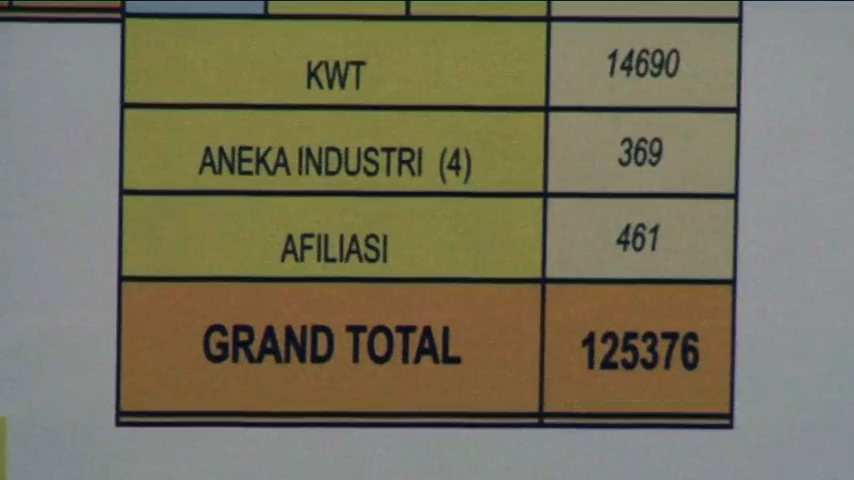 KWT 14690
ANEKA INDUSTRI (4) 369
AFILIASI 461
GRAND TOTAL 125376